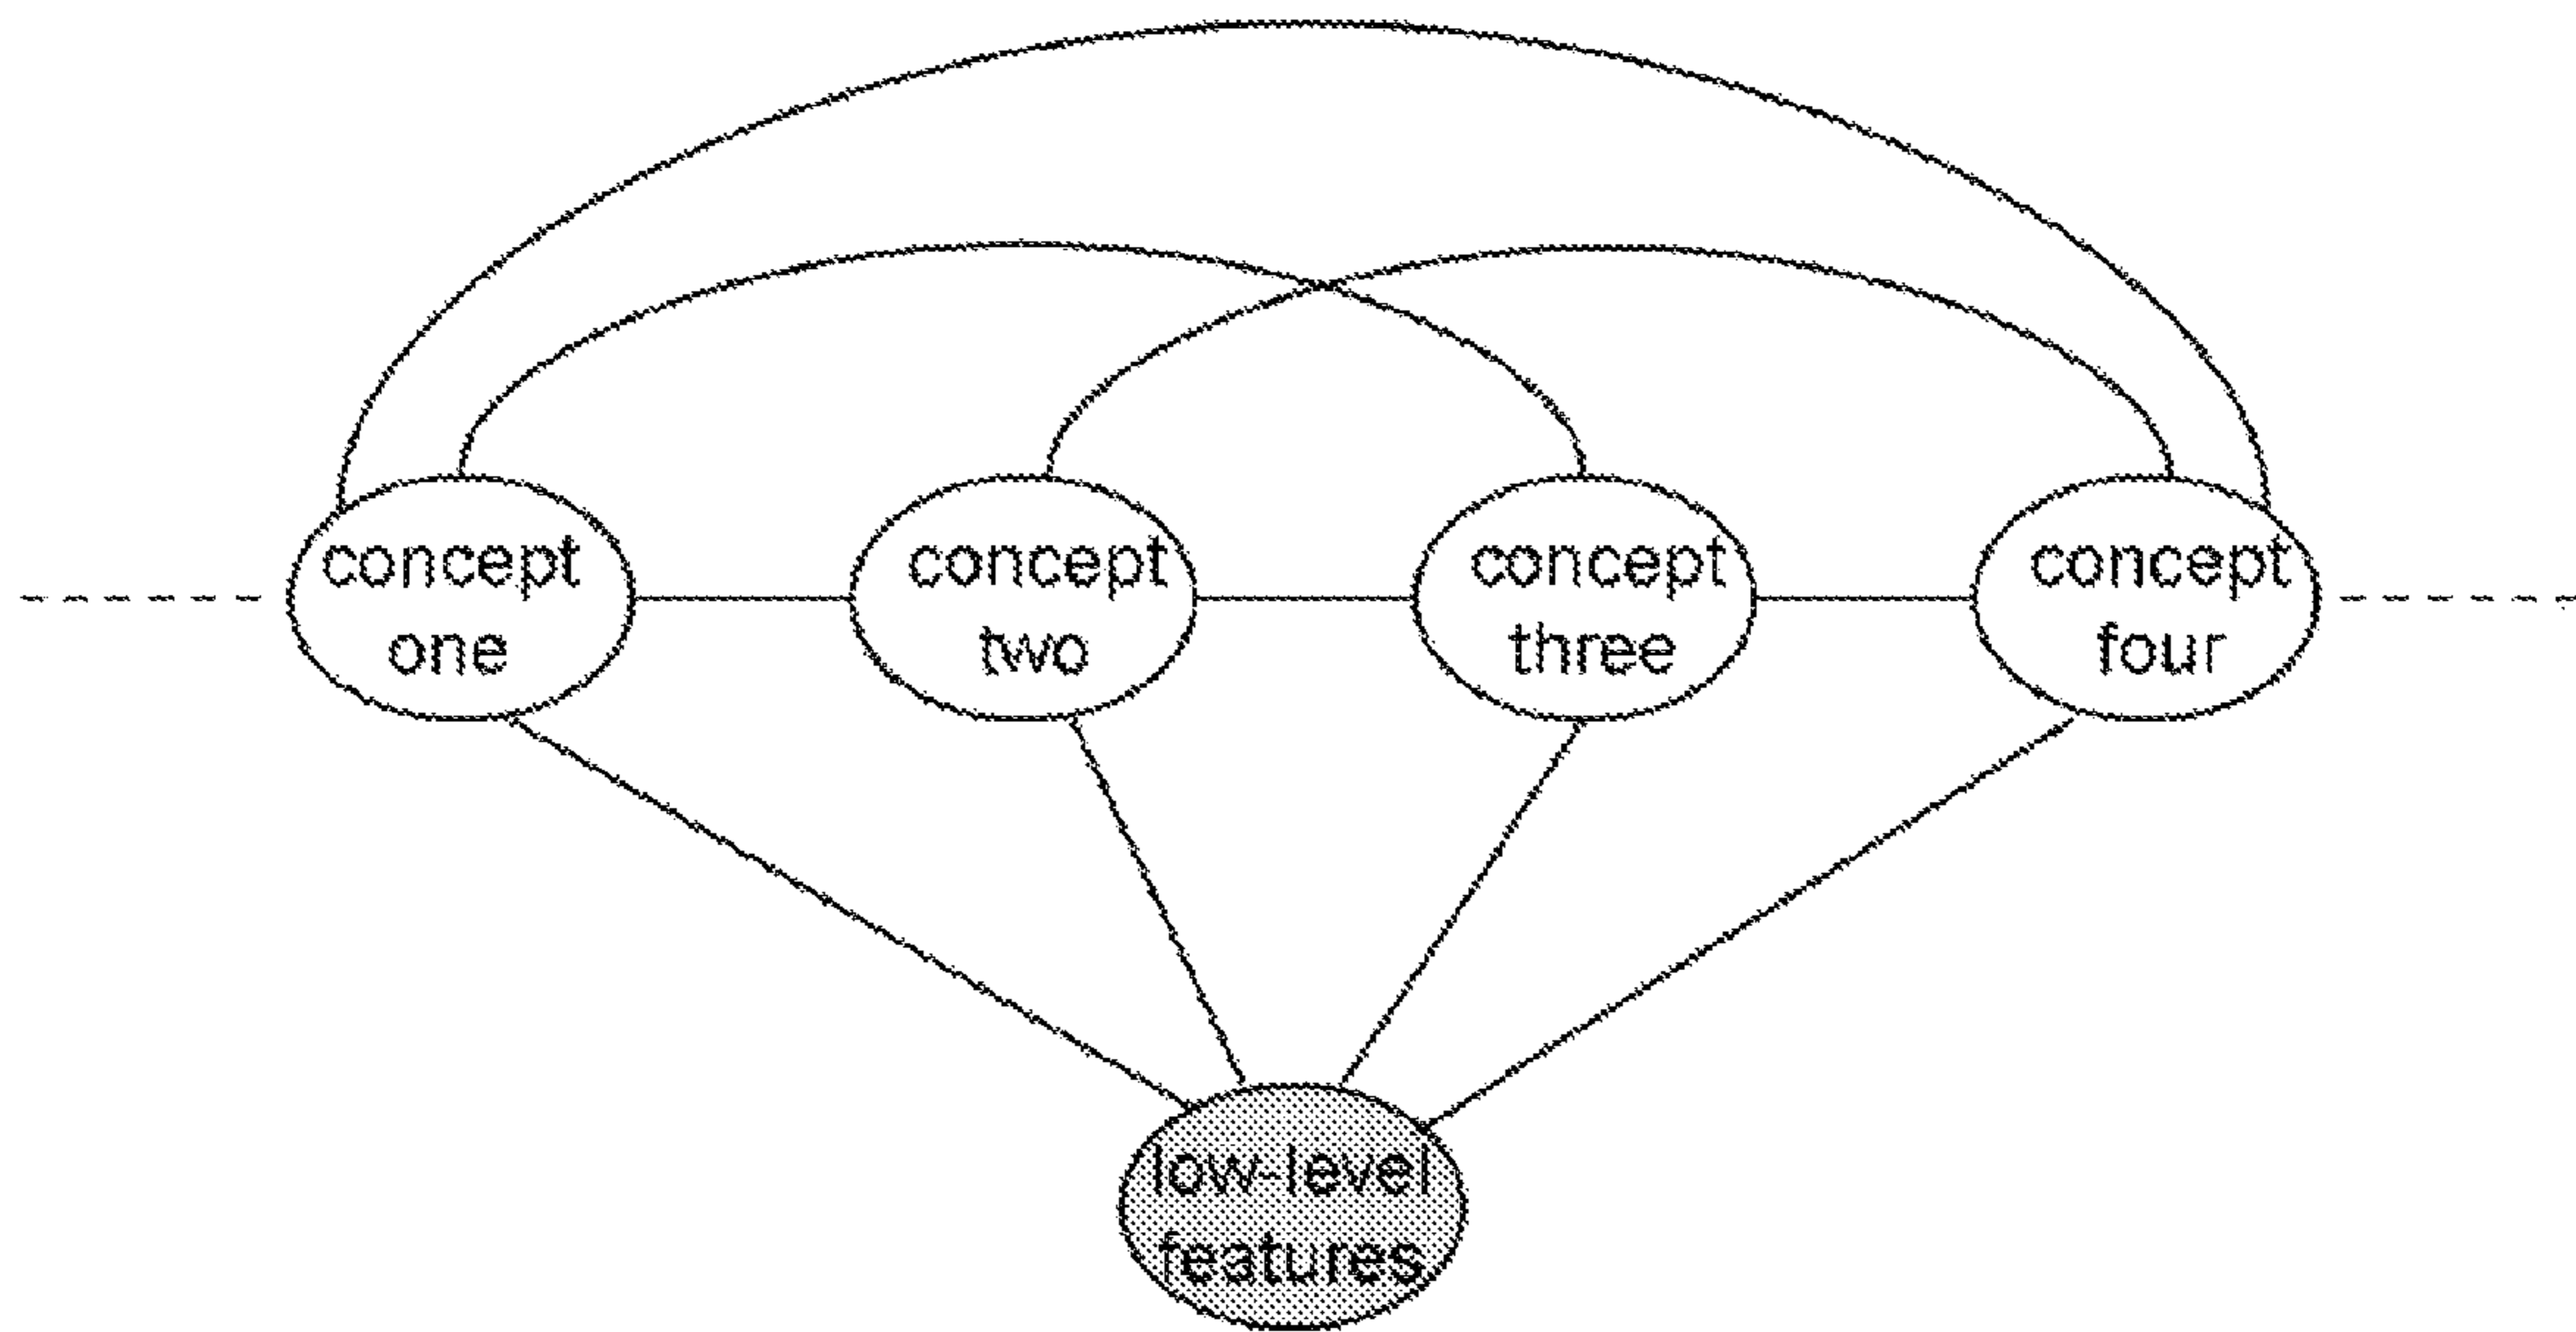 concept
one
concept
two
concept
three
concept
four
low-level
features